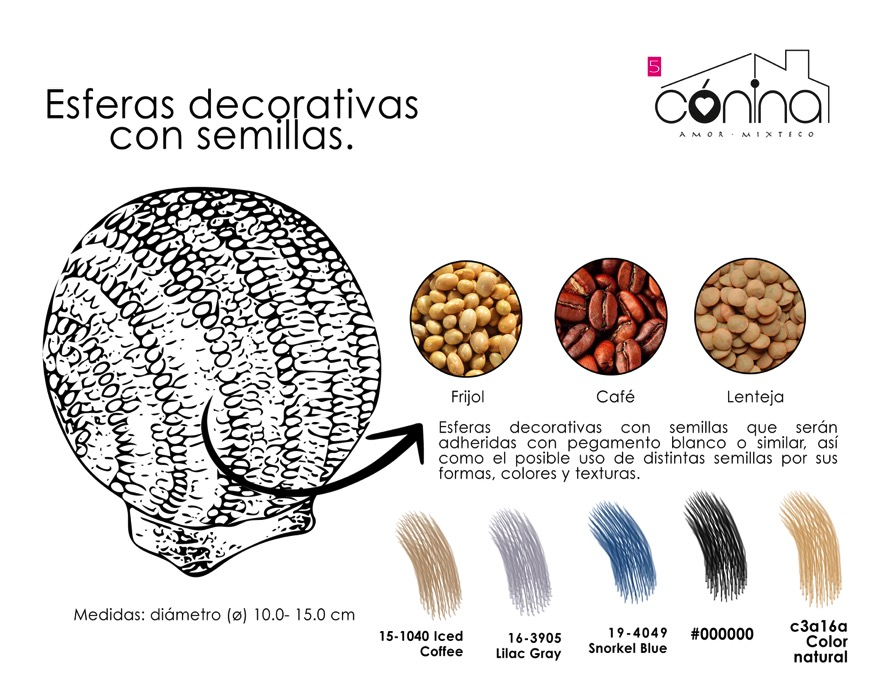 5
cónina
AMOR · MIXTECO
Esferas decorativas
con semillas.
Frijol
Café
Lenteja
Esferas decorativas con semillas que serán
adheridas con pegamento blanco o similar, así
como el posible uso de distintas semillas por sus
formas, colores y texturas.
Medidas: diámetro (ø) 10.0- 15.0 cm
15-1040 Iced
Coffee
16-3905
Lilac Gray
19-4049
Snorkel Blue
#000000
c3a16a
Color
natural